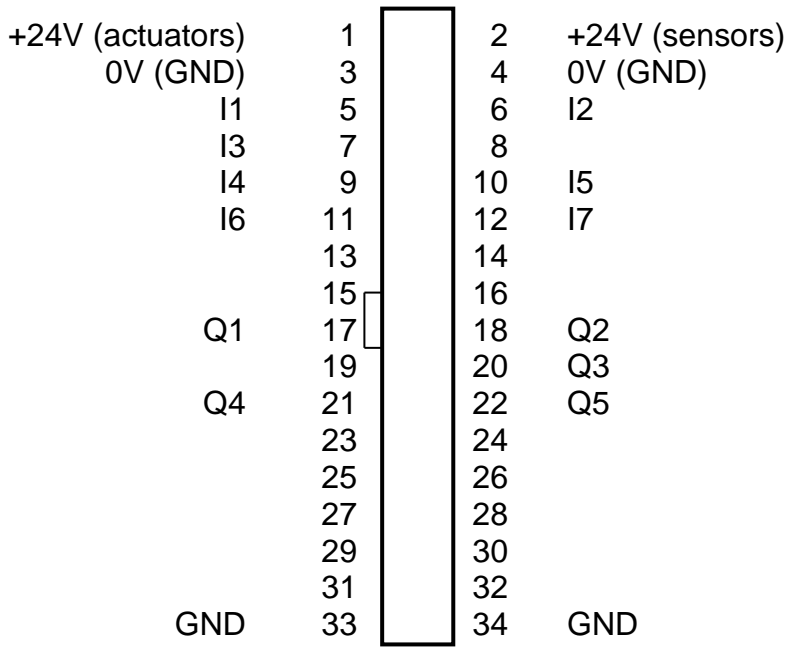 +24V (actuators) 1 2 +24V (sensors)
0V (GND) 3 4 0V (GND)
I1 5 6 I2
I3 7 8
I4 9 10 I5
I6 11 12 I7
13 14
15 16
Q1 17 18 Q2
19 20 Q3
Q4 21 22 Q5
23 24
25 26
27 28
29 30
31 32
GND 33 34 GND